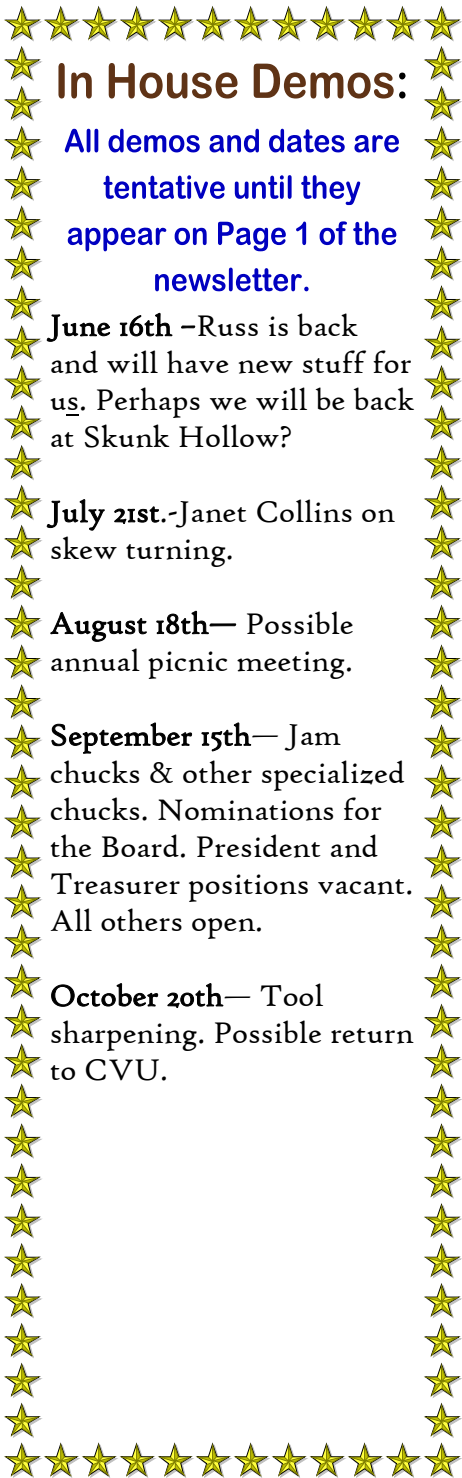 In House Demos:
All demos and dates are
tentative until they
appear on Page 1 of the
newsletter.
June 16th –Russ is back
and will have new stuff for
us. Perhaps we will be back
at Skunk Hollow?
July 21st.-Janet Collins on
skew turning.
August 18th— Possible
annual picnic meeting.
September 15th— Jam
chucks & other specialized
chucks. Nominations for
the Board. President and
Treasurer positions vacant.
All others open.
October 20th— Tool
sharpening. Possible return
to CVU.